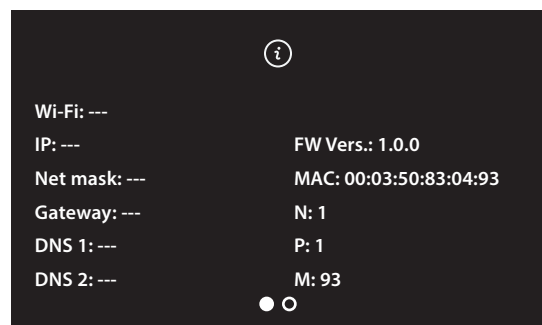 i
Wi-Fi: ---
IP: ---
Net mask: ---
Gateway: ---
DNS 1: ---
DNS 2: ---
FW Vers.: 1.0.0
MAC: 00:03:50:83:04:93
N: 1
P: 1
M: 93